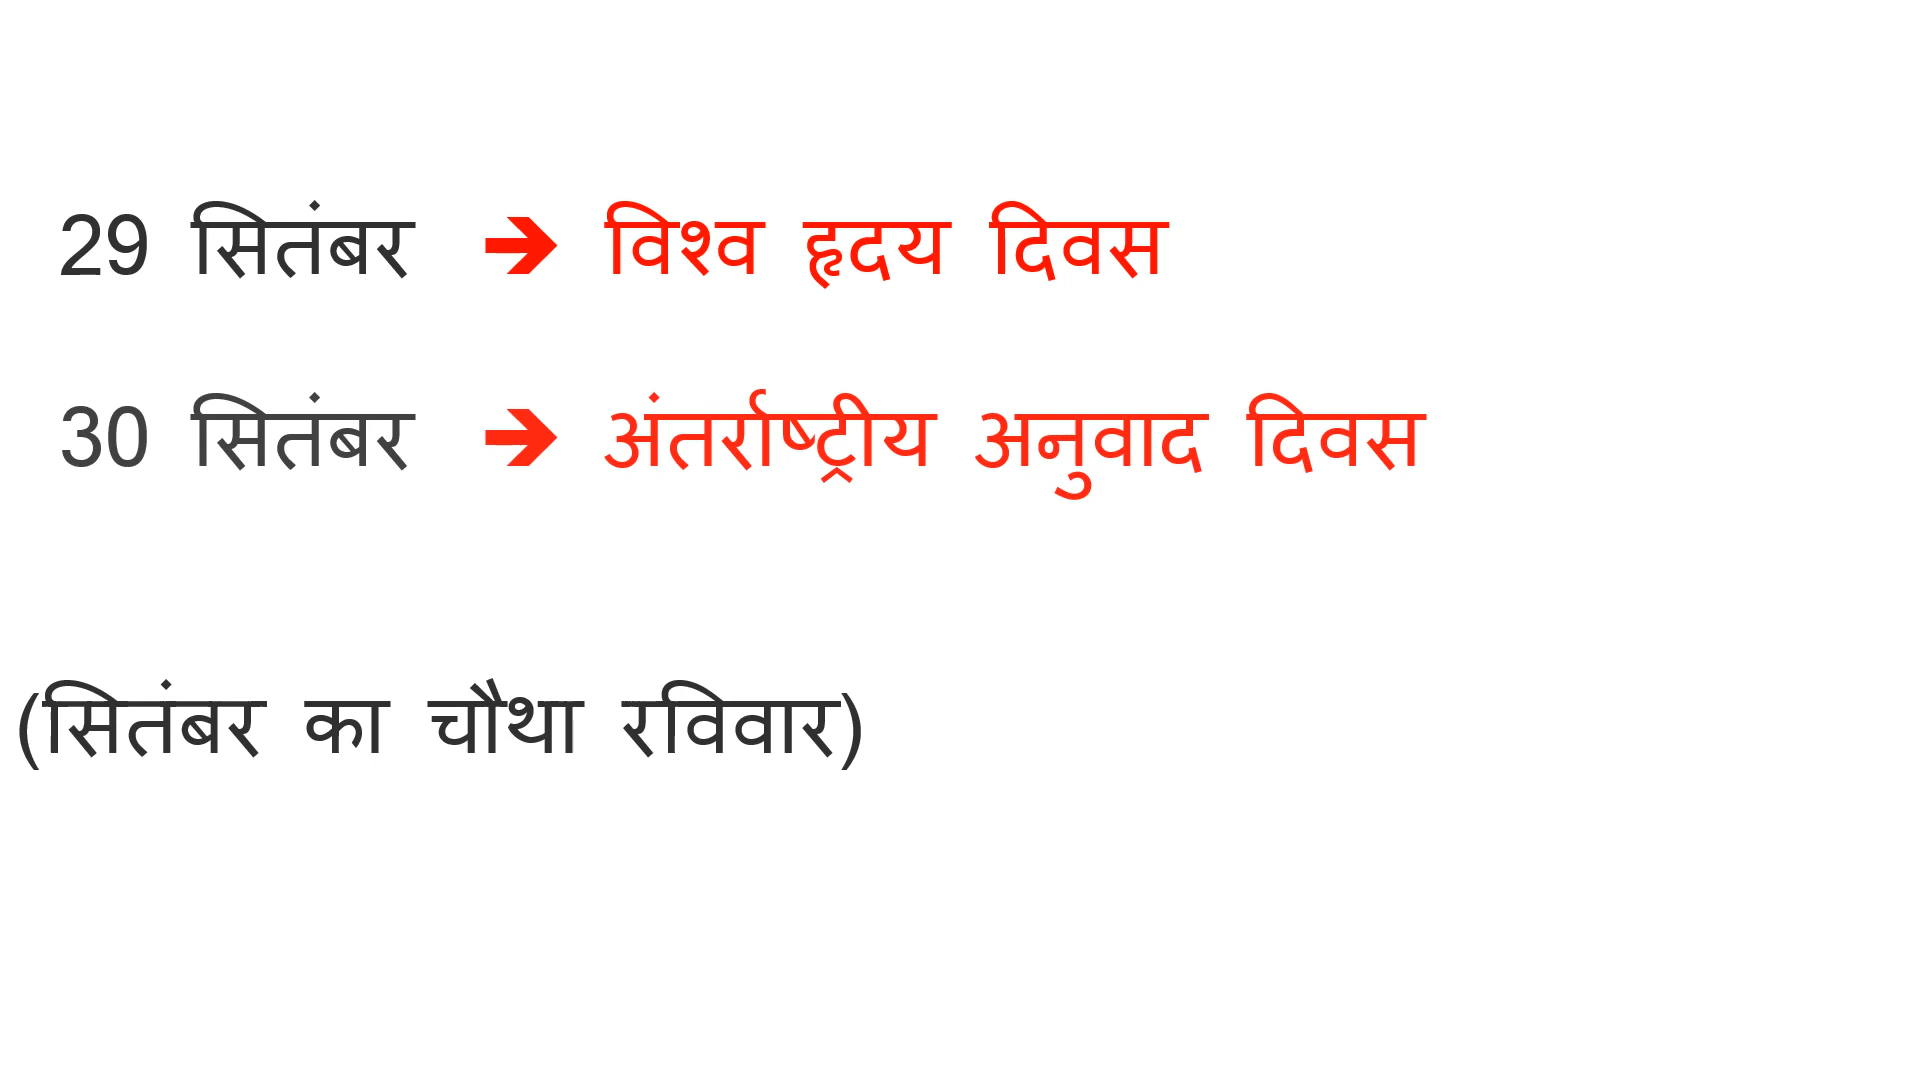 29 सितंबर ➔ विश्व हृदय दिवस
30 सितंबर ➔ अंतर्राष्ट्रीय अनुवाद दिवस
(सितंबर का चौथा रविवार)